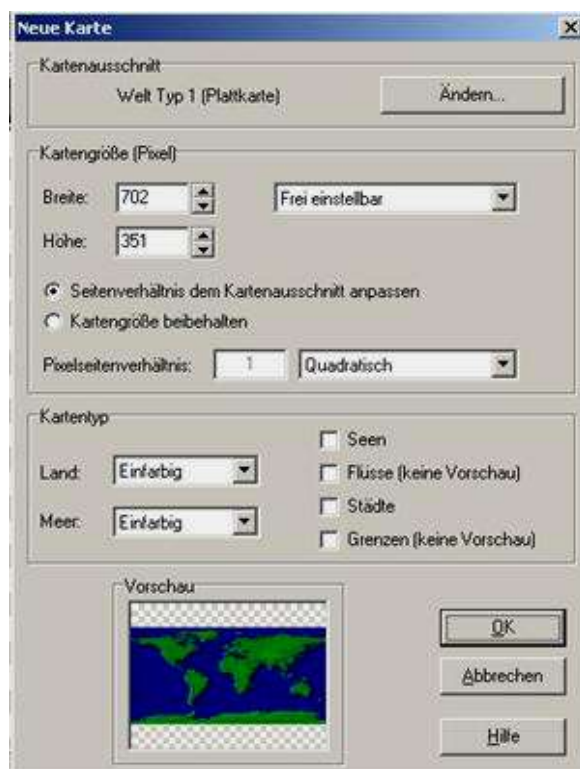 Neue Karte
Kartenausschnitt
Welt Typ 1 (Plattkarte)
Ändern...
Kartengröße (Pixel)
Breite: 702 Frei einstellbar
Höhe: 351
Seitenverhältnis dem Kartenausschnitt anpassen
Kartengröße beibehalten
Pixelseitenverhältnis: 1 Quadratisch
Kartentyp
Seen
Land: Einfarbig
Flüsse (keine Vorschau)
Städte
Meer: Einfarbig
Grenzen (keine Vorschau)
Vorschau
OK
Abbrechen
Hilfe